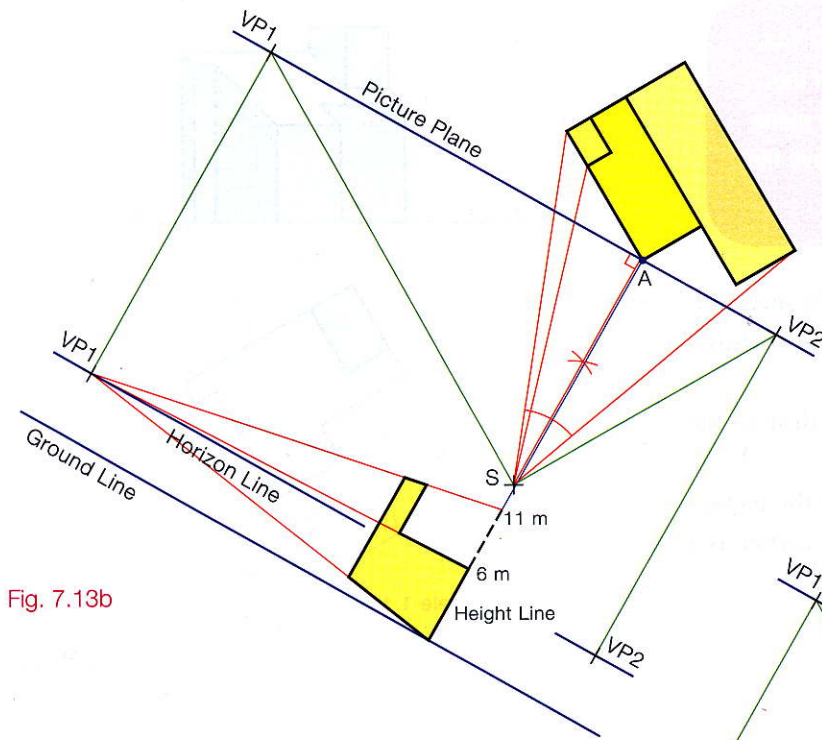 VP1
Picture Plane
A
VP2
VP1
Horizon Line
Ground Line
S
11 m
6 m
Height Line
VP2
VP1
Fig. 7.13b